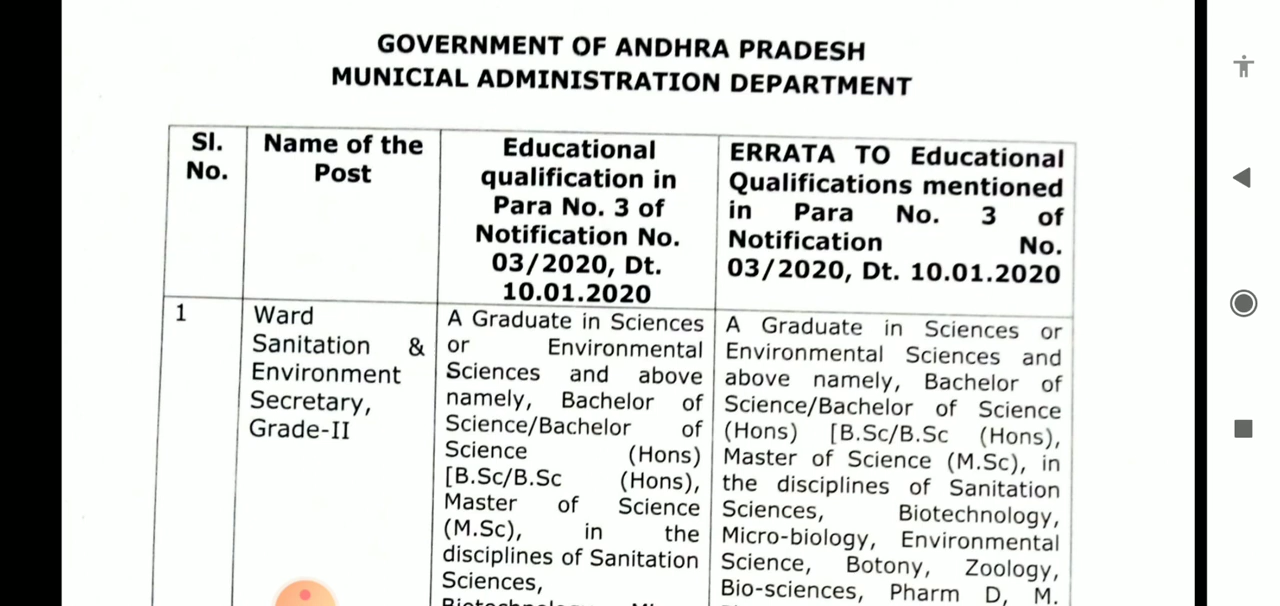 GOVERNMENT OF ANDHRA PRADESH
MUNICIAL ADMINISTRATION DEPARTMENT
Sl.
No.
Name of the
Post
Educational
qualification in
Para No. 3 of
Notification No.
03/2020, Dt.
10.01.2020
ERRATA TO Educational
Qualifications mentioned
in Para No. 3 of
Notification No.
03/2020, Dt. 10.01.2020
1
Ward
Sanitation &
Environment
Secretary,
Grade-II
A Graduate in Sciences
or Environmental
Sciences and above
namely, Bachelor of
Science/Bachelor of
Science (Hons)
[B.Sc/B.Sc (Hons),
Master of Science
(M.Sc), in the
disciplines of Sanitation
Sciences,
A Graduate in Sciences or
Environmental Sciences and
above namely, Bachelor of
Science/Bachelor of Science
(Hons) [B.Sc/B.Sc (Hons),
Master of Science (M.Sc), in
the disciplines of Sanitation
Sciences, Biotechnology,
Micro-biology, Environmental
Science, Botony, Zoology,
Bio-sciences, Pharm D, M.